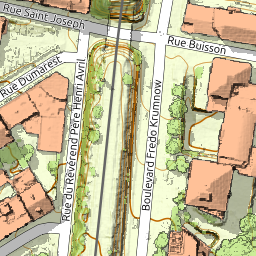 Rue Saint Joseph
Rue Buisson
Rue Dumarest
Rue du Révérend Père Henri Avril
Boulevard Fredo Krumnow